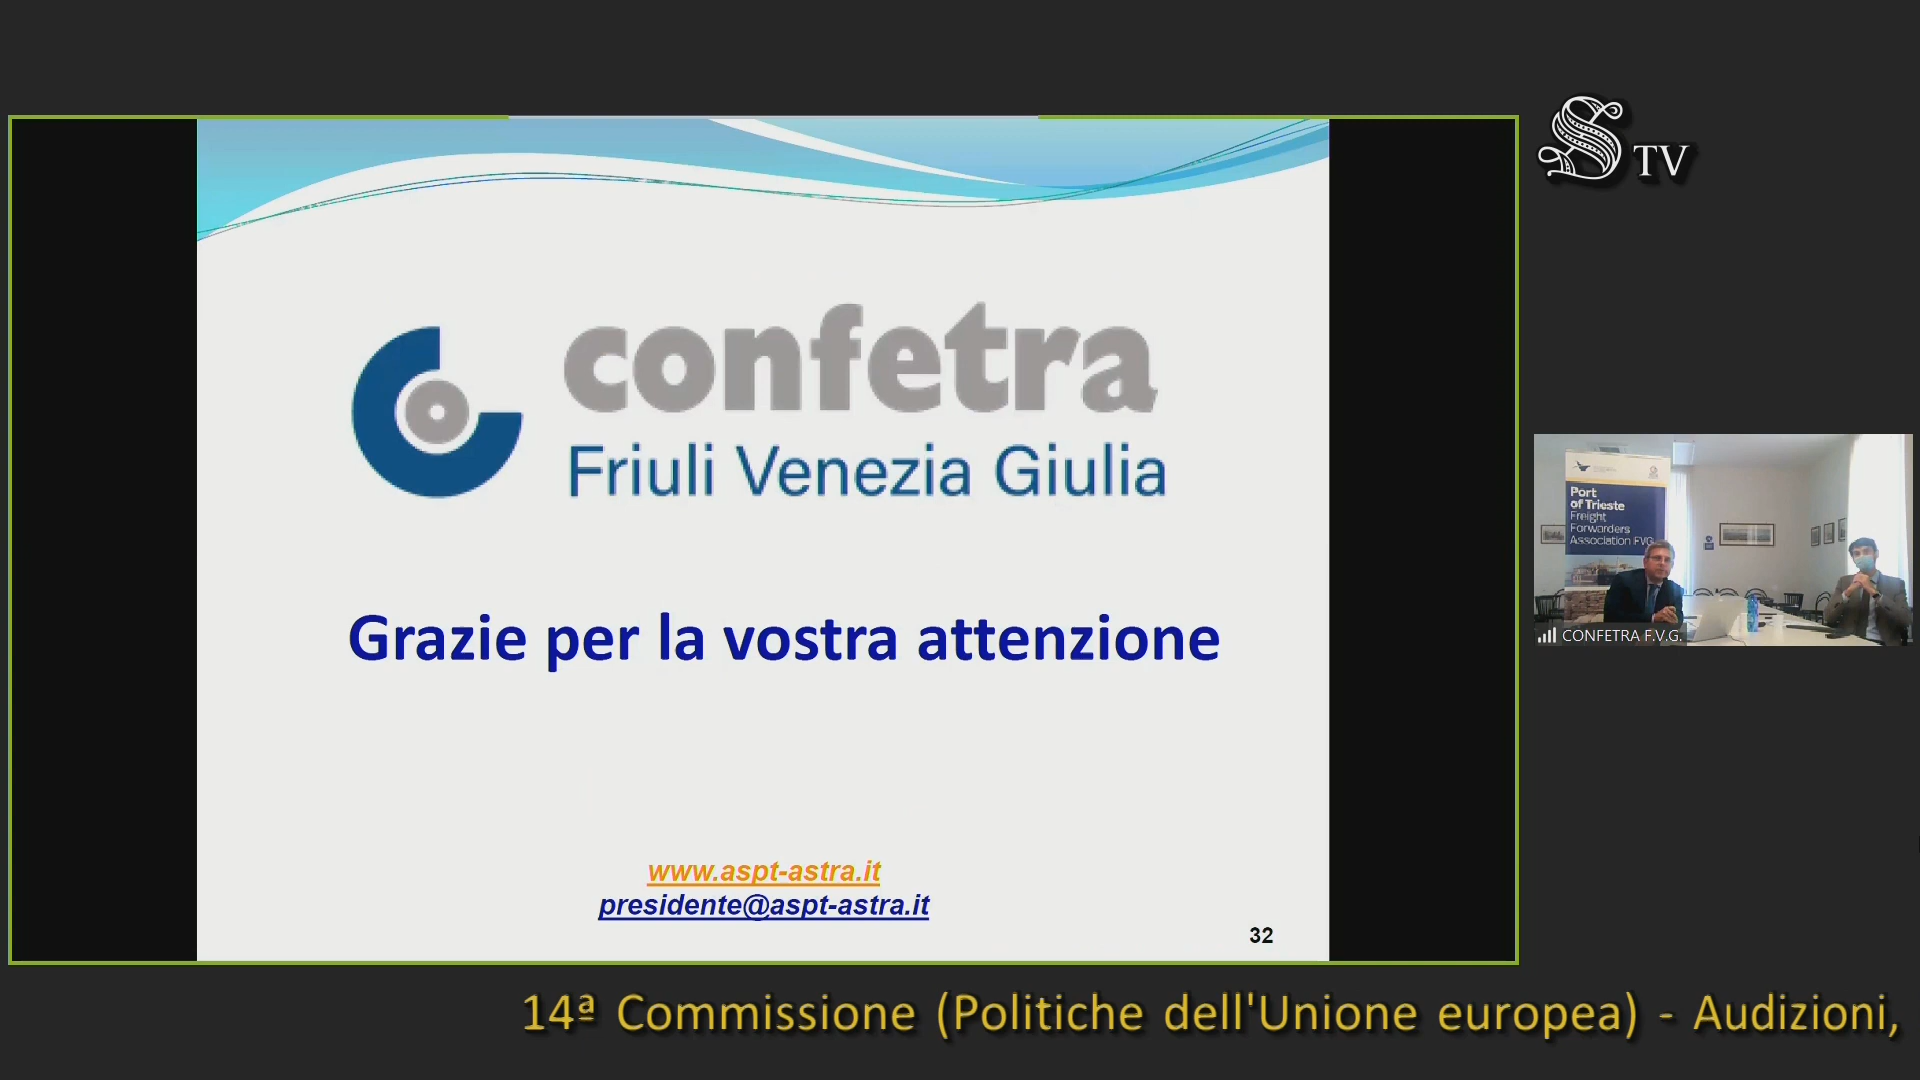 S TV
confetra
Friuli Venezia Giulia
Grazie per la vostra attenzione
www.aspt-astra.it
presidente@aspt-astra.it
32
Port
of Trieste
Freight
Forwarders
Association FVG
CONFETRA F.V.G.
14ª Commissione (Politiche dell'Unione europea) - Audizioni,